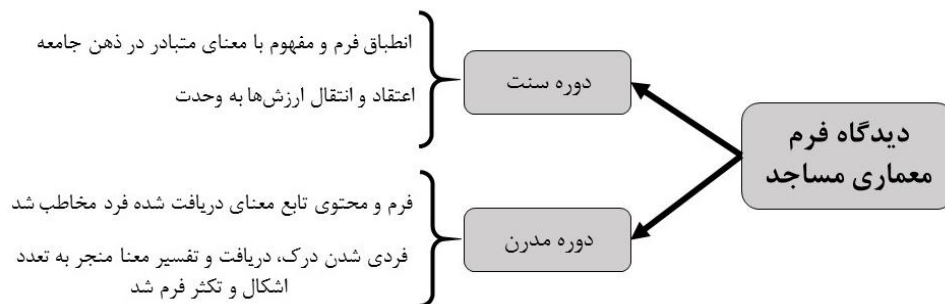 دیدگاه فرم
معماری مساجد
دوره سنت
انطباق فرم و مفهوم با معنای متبادر در ذهن جامعه
اعتقاد و انتقال ارزش‌ها به وحدت
دوره مدرن
فرم و محتوی تابع معنای دریافت شده فرد مخاطب شد
فردی شدن درک، دریافت و تفسیر معنا منجر به تعدد
اشکال و تکثر فرم شد